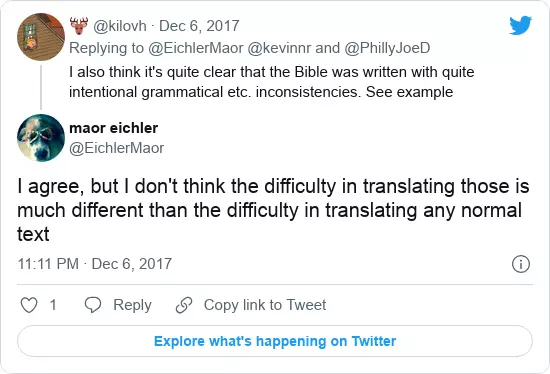 @kilovh · Dec 6, 2017
Replying to @EichlerMaor @kevinnr and @PhillyJoeD
I also think it's quite clear that the Bible was written with quite
intentional grammatical etc. inconsistencies. See example
maor eichler
@EichlerMaor
I agree, but I don't think the difficulty in translating those is
much different than the difficulty in translating any normal
text
11:11 PM · Dec 6, 2017
1 Reply Copy link to Tweet
Explore what's happening on Twitter